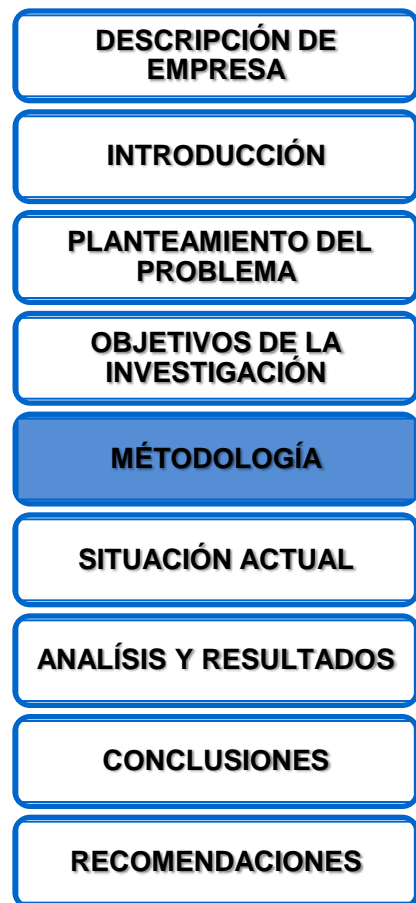 DESCRIPCIÓN DE
EMPRESA
INTRODUCCIÓN
PLANTEAMIENTO DEL
PROBLEMA
OBJETIVOS DE LA
INVESTIGACIÓN
MÉTODOLOGÍA
SITUACIÓN ACTUAL
ANALÍSIS Y RESULTADOS
CONCLUSIONES
RECOMENDACIONES